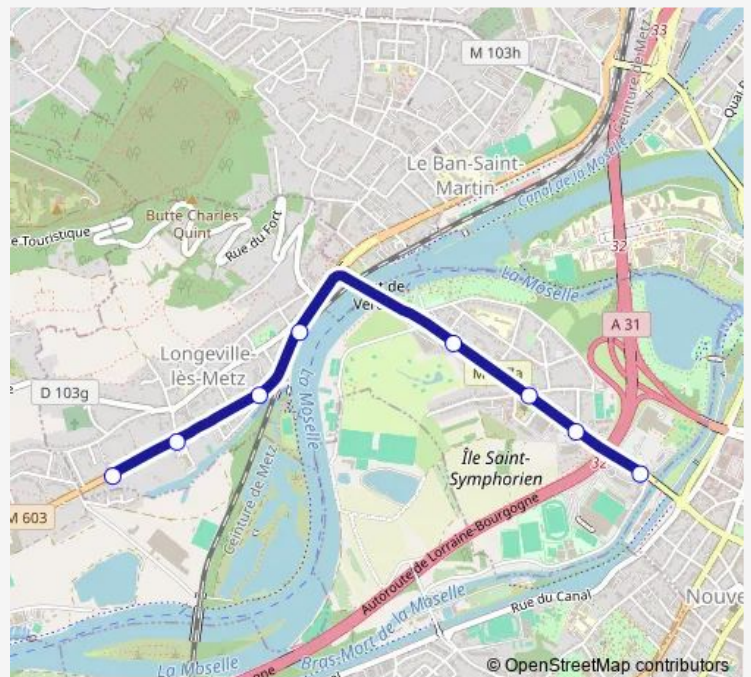 33
M 103h
Ceinture de Metz
Quai
Le Ban-Saint-
Martin
Canal de la Moselle
Butte Charles
Quint
e Touristique
Rue du Fort
32
La Moselle
A 31
Longeville-
lès-Metz
D 103g
La Moselle
Île Saint-
Symphorien
32
Ceinture de Metz
M 603
Autoroute de Lorraine-Bourgogne
Rue du Canal
Nouve
Bras-Mort de la Moselle
La Moselle
gne
© OpenStreetMap contributors